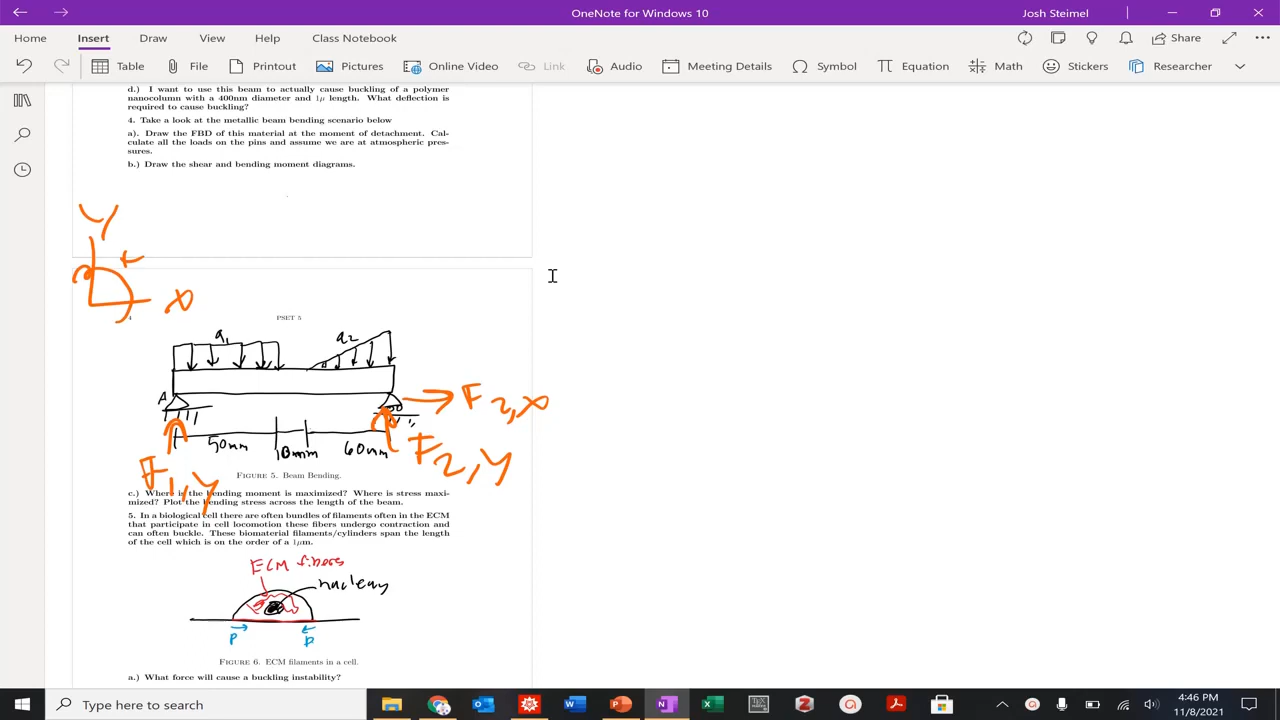 OneNote for Windows 10
Josh Steimel
Home Insert Draw View Help Class Notebook Share
Table File Printout Pictures Online Video Link Audio Meeting Details Symbol Equation Math Stickers Researcher
d.) I want to use this beam to actually cause buckling of a polymer
nanocolumn with a 400nm diameter and 1μ length. What deflection is
required to cause buckling?
4. Take a look at the metallic beam bending scenario below
a). Draw the FBD of this material at the moment of detachment. Cal-
culate all the loads on the pins and assume we are at atmospheric pres-
sures.
b.) Draw the shear and bending moment diagrams.
Y
+
X
4 PSET 5
q1 q2
A
F2,X
50mm 10mm 60mm
F1,Y
F2,Y
Figure 5. Beam Bending.
c.) Where is the bending moment is maximized? Where is stress maxi-
mized? Plot the bending stress across the length of the beam.
5. In a biological cell there are often bundles of filaments often in the ECM
that participate in cell locomotion these fibers undergo contraction and
can often buckle. These biomaterial filaments/cylinders span the length
of the cell which is on the order of a 1μm.
ECM fibers
nucleus
P P
Figure 6. ECM filaments in a cell.
a.) What force will cause a buckling instability?
Type here to search
4:46 PM
11/8/2021